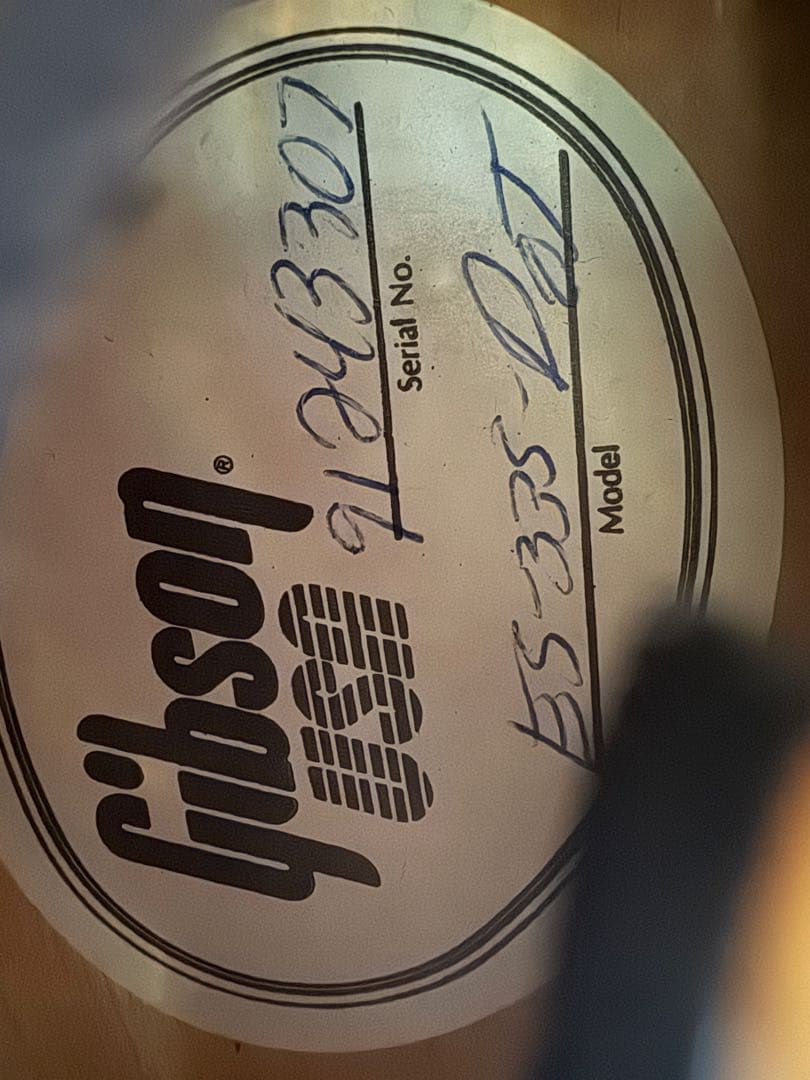 Gibson®
USA
91243307
Serial No.
ES-335-DOT
Model